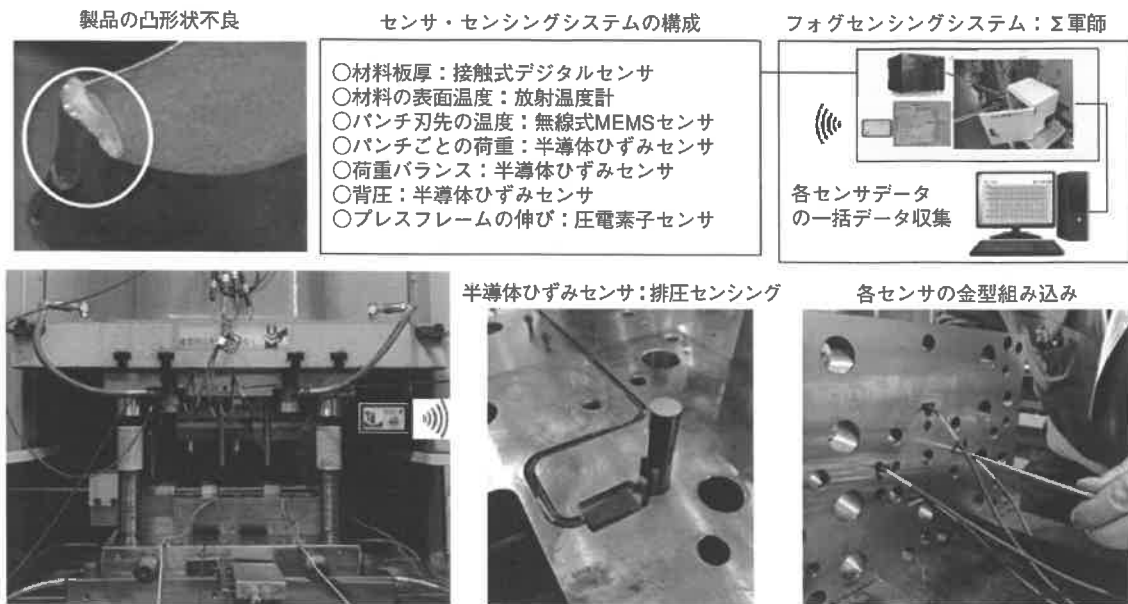 製品の凸形状不良
センサ・センシングシステムの構成
フォグセンシングシステム：Σ軍師
○材料板厚：接触式デジタルセンサ
○材料の表面温度：放射温度計
○パンチ刃先の温度：無線式MEMSセンサ
○パンチごとの荷重：半導体ひずみセンサ
○荷重バランス：半導体ひずみセンサ
○背圧：半導体ひずみセンサ
○プレスフレームの伸び：圧電素子センサ
各センサデータ
の一括データ収集
半導体ひずみセンサ：排圧センシング
各センサの金型組み込み